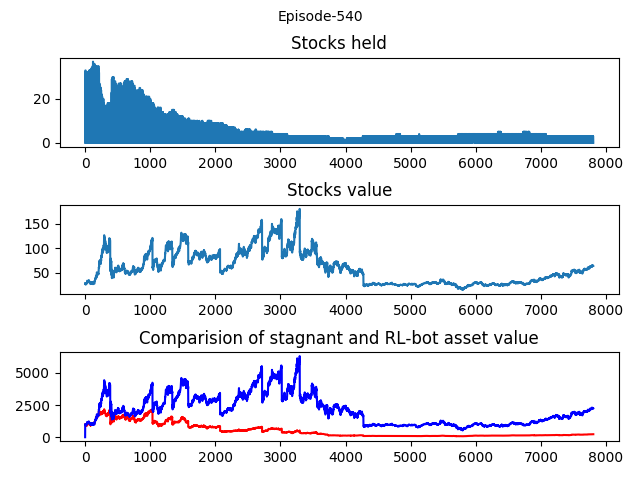 Episode-540
Stocks held
20
0
0 1000 2000 3000 4000 5000 6000 7000 8000
Stocks value
150
100
50
0 1000 2000 3000 4000 5000 6000 7000 8000
Comparision of stagnant and RL-bot asset value
5000
2500
0
0 1000 2000 3000 4000 5000 6000 7000 8000